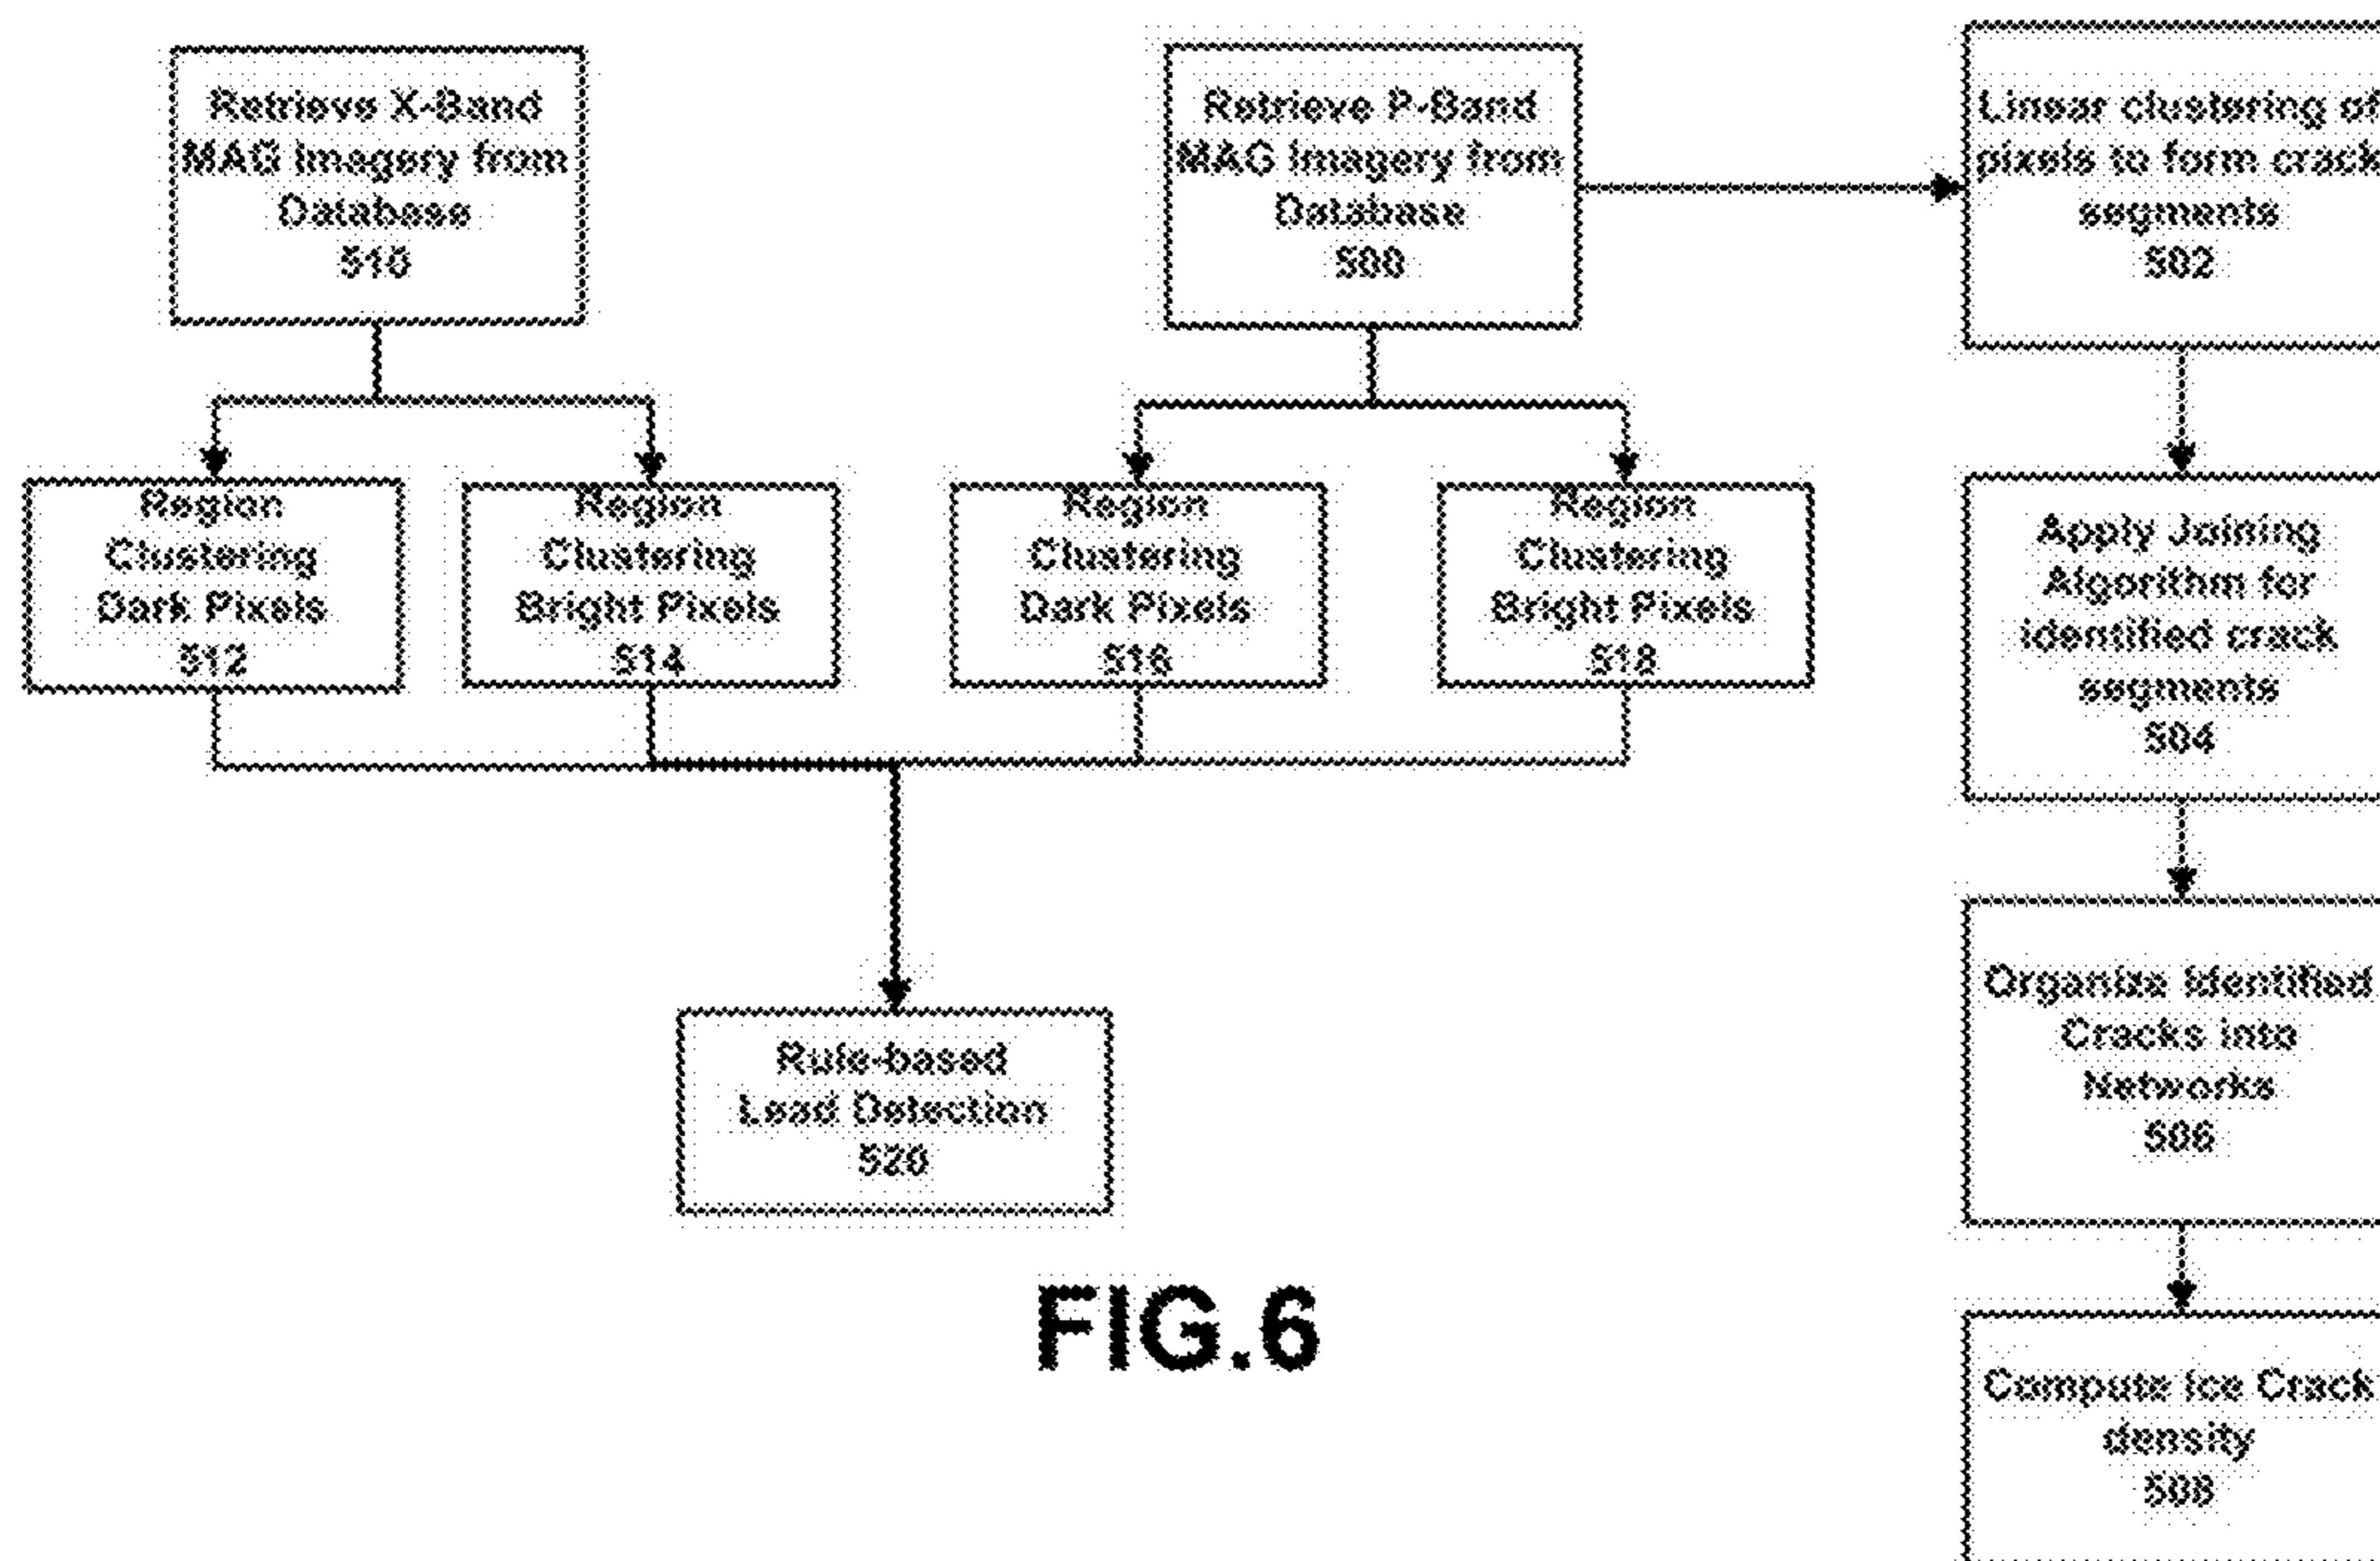 Retrieve X-Band
MAG Imagery from
Database
510
Retrieve P-Band
MAG Imagery from
Database
500
Linear clustering of
pixels to form crack
segments
502
Region
Clustering
Dark Pixels
512
Region
Clustering
Bright Pixels
514
Region
Clustering
Dark Pixels
516
Region
Clustering
Bright Pixels
518
Apply Joining
Algorithm for
identified crack
segments
504
Organize Identified
Cracks into
Networks
506
Rule-based
Lead Detection
520
Compute Ice Crack
density
508
FIG.6